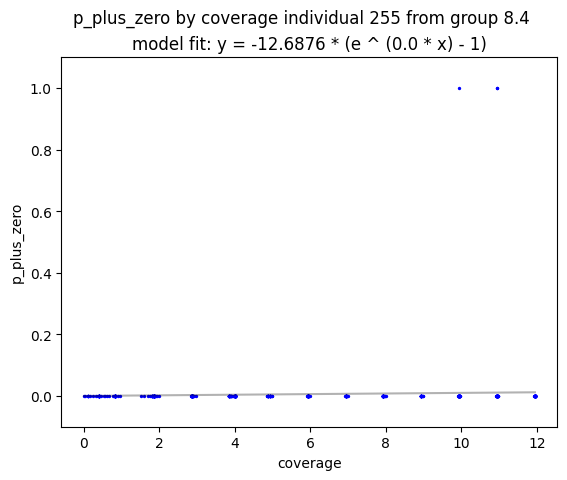 p_plus_zero by coverage individual 255 from group 8.4
model fit: y = -12.6876 * (e ^ (0.0 * x) - 1)
1.0
0.8
0.6
0.4
0.2
0.0
p_plus_zero
0 2 4 6 8 10 12
coverage